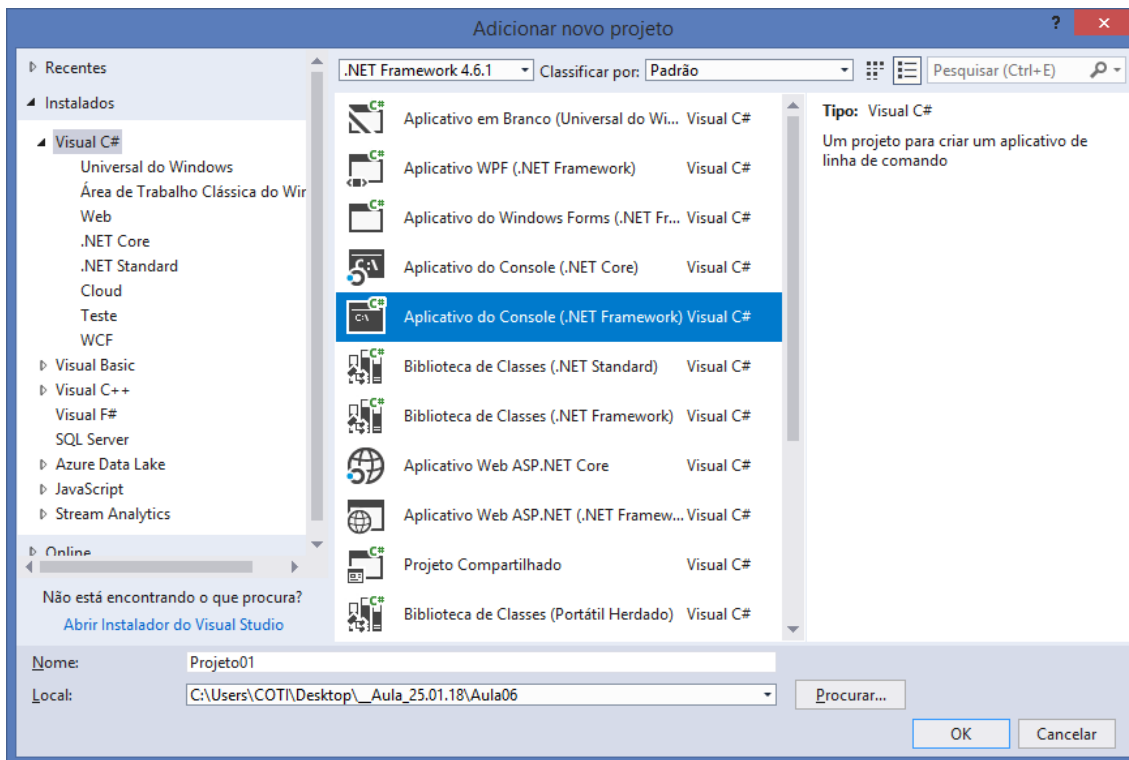 Adicionar novo projeto
?
Recentes
Instalados
Visual C#
Universal do Windows
Área de Trabalho Clássica do Wir
Web
.NET Core
.NET Standard
Cloud
Teste
WCF
Visual Basic
Visual C++
Visual F#
SQL Server
Azure Data Lake
JavaScript
Stream Analytics
Online
Não está encontrando o que procura?
Abrir Instalador do Visual Studio
.NET Framework 4.6.1 Classificar por: Padrão
Pesquisar (Ctrl+E)
Aplicativo em Branco (Universal do Wi... Visual C#
Aplicativo WPF (.NET Framework) Visual C#
Aplicativo do Windows Forms (.NET Fr... Visual C#
Aplicativo do Console (.NET Core) Visual C#
Aplicativo do Console (.NET Framework) Visual C#
Biblioteca de Classes (.NET Standard) Visual C#
Biblioteca de Classes (.NET Framework) Visual C#
Aplicativo Web ASP.NET Core Visual C#
Aplicativo Web ASP.NET (.NET Framew... Visual C#
Projeto Compartilhado Visual C#
Biblioteca de Classes (Portátil Herdado) Visual C#
Tipo: Visual C#
Um projeto para criar um aplicativo de
linha de comando
Nome: Projeto01
Local: C:\Users\COTI\Desktop\__Aula_25.01.18\Aula06
Procurar...
OK Cancelar